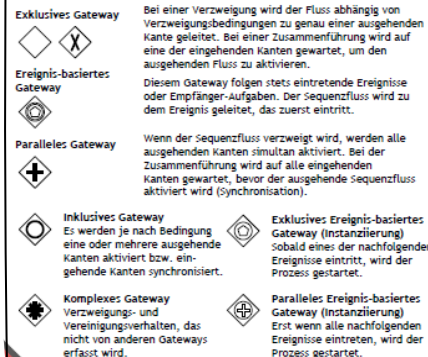 Exklusives Gateway
Bei einer Verzweigung wird der Fluss abhängig von
Verzweigungsbedingungen zu genau einer ausgehenden
Kante geleitet. Bei einer Zusammenführung wird auf
eine der eingehenden Kanten gewartet, um den
ausgehenden Fluss zu aktivieren.
Ereignis-basiertes
Gateway
Diesem Gateway folgen stets eintretende Ereignisse
oder Empfänger-Aufgaben. Der Sequenzfluss wird zu
dem Ereignis geleitet, das zuerst eintritt.
Paralleles Gateway
Wenn der Sequenzfluss verzweigt wird, werden alle
ausgehenden Kanten simultan aktiviert. Bei der
Zusammenführung wird auf alle eingehenden
Kanten gewartet, bevor der ausgehende Sequenzfluss
aktiviert wird (Synchronisation).
Inklusives Gateway
Es werden je nach Bedingung
eine oder mehrere ausgehende
Kanten aktiviert bzw. ein-
gehende Kanten synchronisiert.
Exklusives Ereignis-basiertes
Gateway (Instanziierung)
Sobald eines der nachfolgenden
Ereignisse eintritt, wird der
Prozess gestartet.
Komplexes Gateway
Verzweigungs- und
Vereinigungsverhalten, das
nicht von anderen Gateways
erfasst wird.
Paralleles Ereignis-basiertes
Gateway (Instanziierung)
Erst wenn alle nachfolgenden
Ereignisse eintreten, wird der
Prozess gestartet.